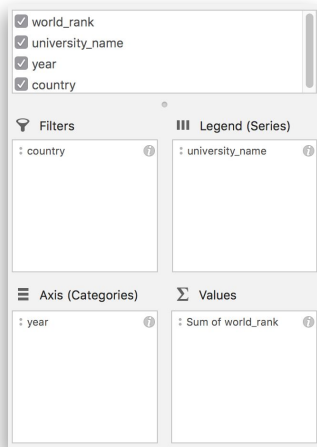 world_rank
university_name
year
country
Filters
Legend (Series)
country
university_name
Axis (Categories)
Values
year
Sum of world_rank